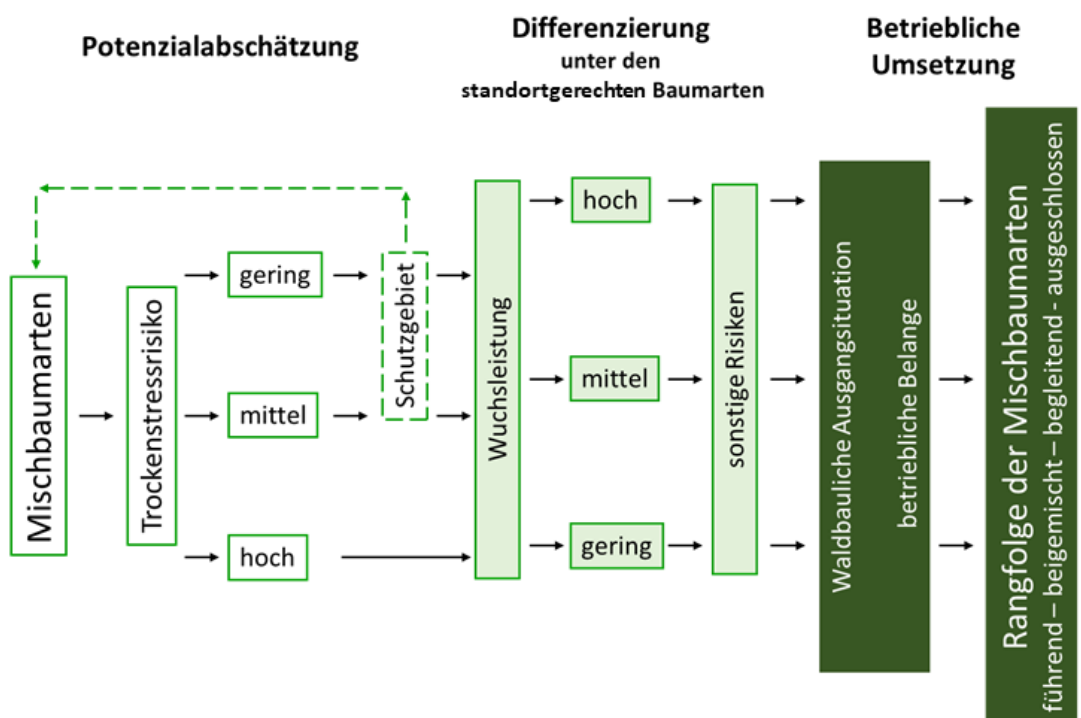 Potenzialabschätzung
Differenzierung
unter den
standortgerechten Baumarten
Betriebliche
Umsetzung
Mischbaumarten
Trockenstressrisiko
gering
mittel
hoch
Schutzgebiet
Wuchsleistung
hoch
mittel
gering
sonstige Risiken
Waldbauliche Ausgangsituation
betriebliche Belange
Rangfolge der Mischbaumarten
führend – beigemischt – begleitend - ausgeschlossen